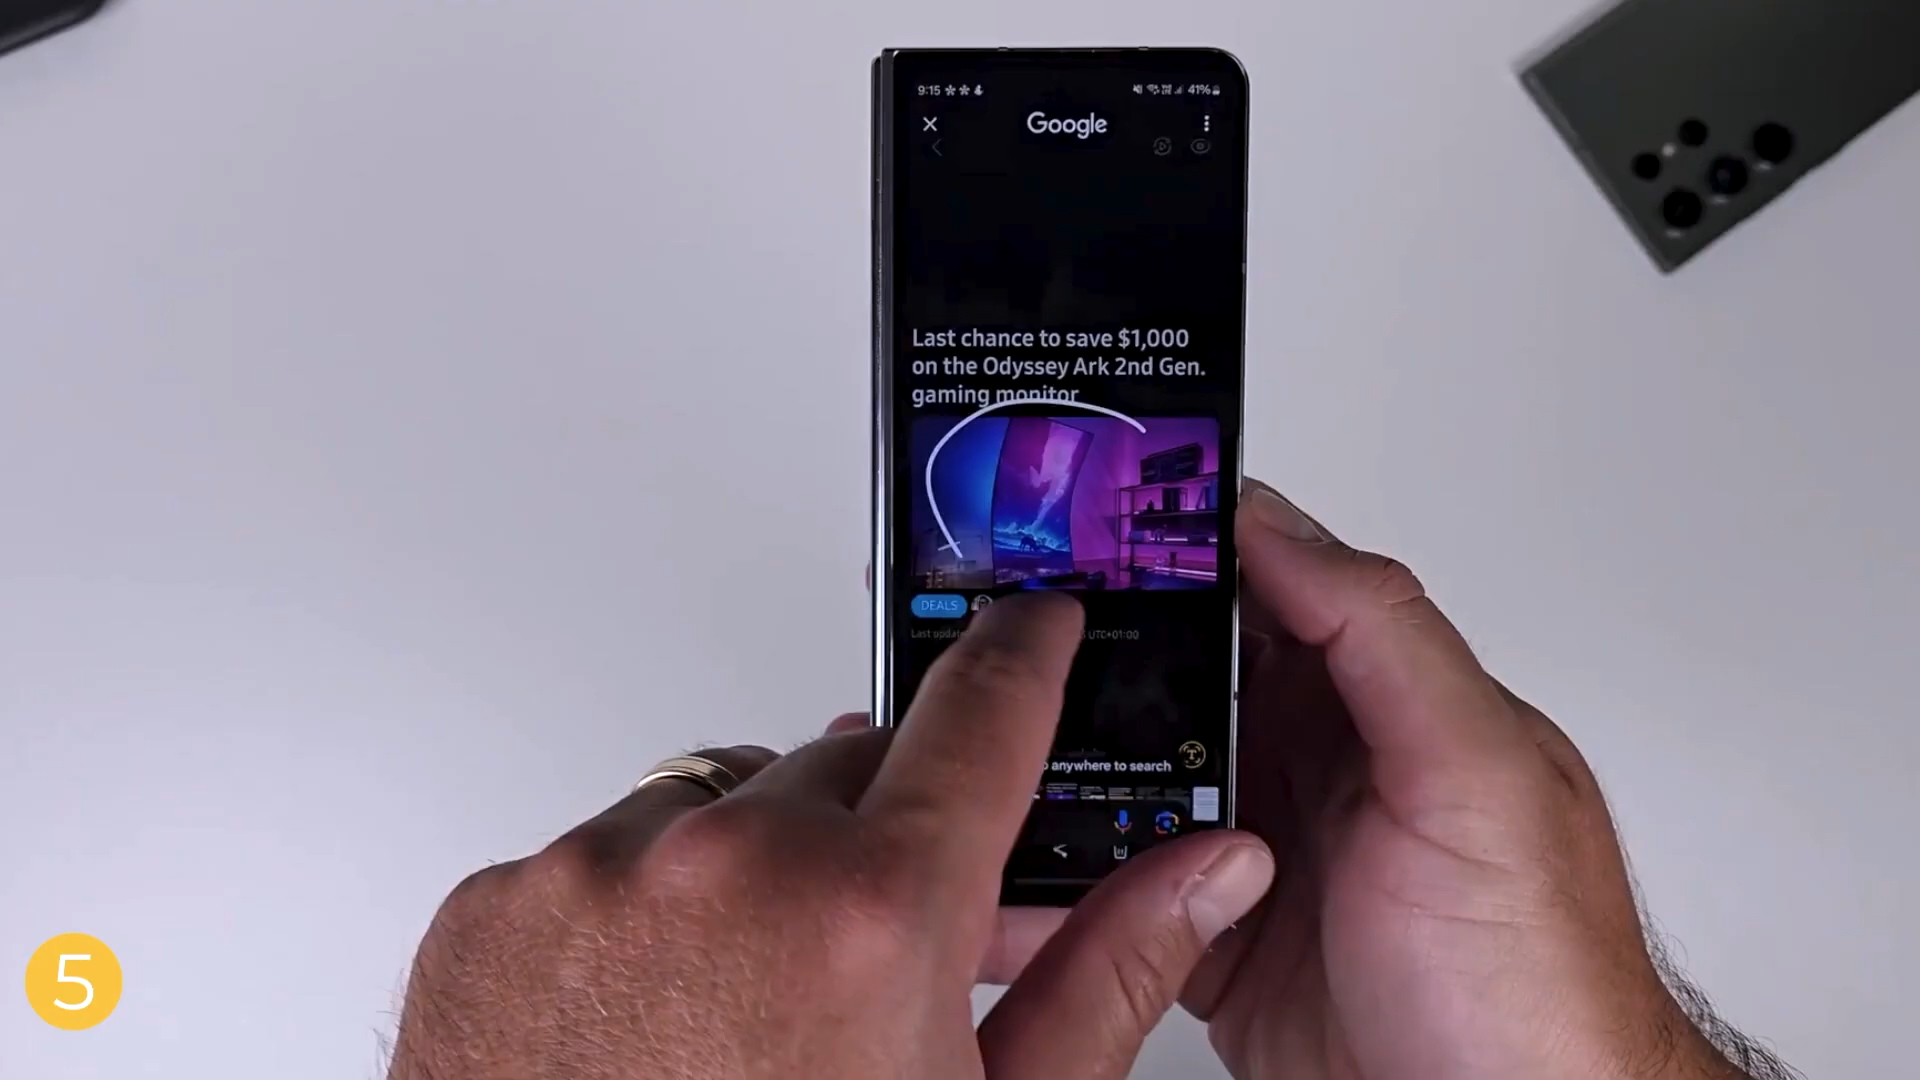 9:15
41%
Google
Last chance to save $1,000
on the Odyssey Ark 2nd Gen.
gaming monitor
DEALS
Last
UTC+01:00
anywhere to search
5